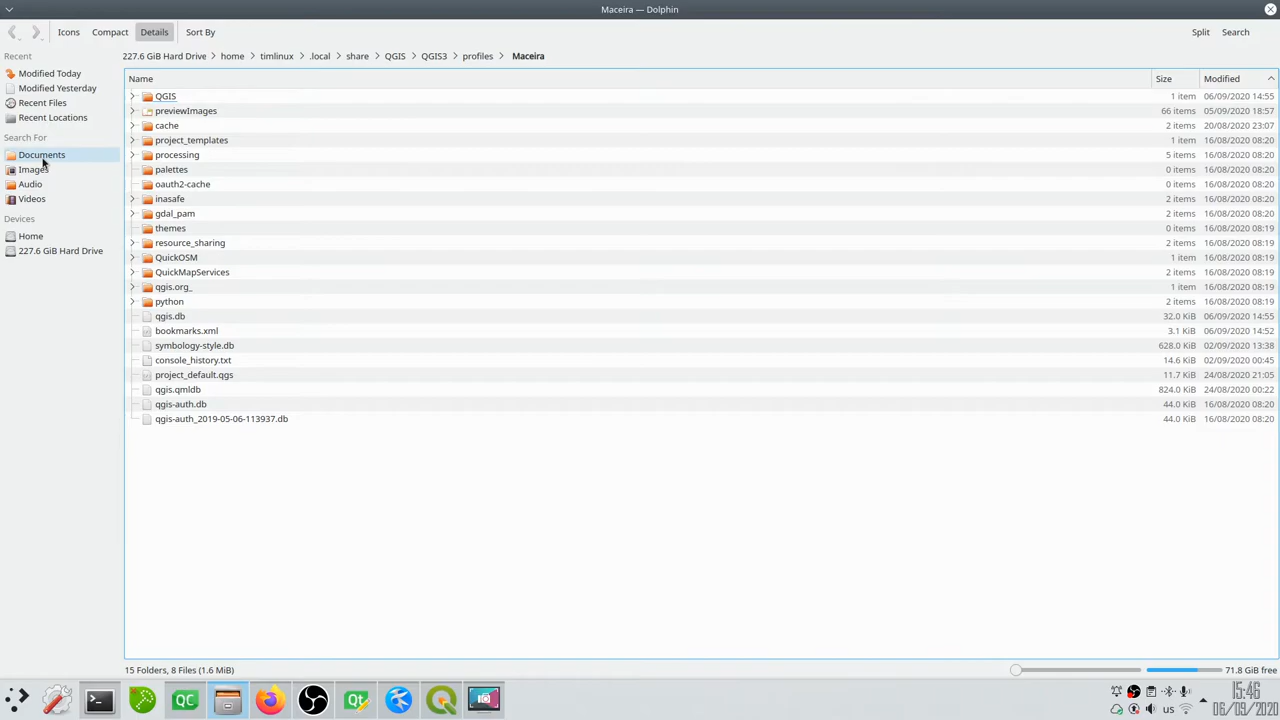 Maceira — Dolphin
Icons Compact Details Sort By Split Search
Recent
Modified Today
Modified Yesterday
Recent Files
Recent Locations
Search For
Documents
Images
Audio
Videos
Devices
Home
227.6 GiB Hard Drive
227.6 GiB Hard Drive > home > timlinux > .local > share > QGIS > QGIS3 > profiles > Maceira
Name Size Modified
QGIS 1 item 06/09/2020 14:55
previewImages 66 items 05/09/2020 18:57
cache 2 items 20/08/2020 23:07
project_templates 1 item 16/08/2020 08:20
processing 5 items 16/08/2020 08:20
palettes 0 items 16/08/2020 08:20
oauth2-cache 0 items 16/08/2020 08:20
inasafe 2 items 16/08/2020 08:20
gdal_pam 2 items 16/08/2020 08:20
themes 0 items 16/08/2020 08:19
resource_sharing 2 items 16/08/2020 08:19
QuickOSM 1 item 16/08/2020 08:19
QuickMapServices 2 items 16/08/2020 08:19
qgis.org_ 1 item 16/08/2020 08:19
python 2 items 16/08/2020 08:19
qgis.db 32.0 KiB 06/09/2020 14:55
bookmarks.xml 3.1 KiB 06/09/2020 14:52
symbology-style.db 628.0 KiB 02/09/2020 13:38
console_history.txt 14.6 KiB 02/09/2020 00:45
project_default.qgs 11.7 KiB 24/08/2020 21:05
qgis.qmldb 824.0 KiB 24/08/2020 00:22
qgis-auth.db 44.0 KiB 16/08/2020 08:20
qgis-auth_2019-05-06-113937.db 44.0 KiB 16/08/2020 08:20
15 Folders, 8 Files (1.6 MiB) 71.8 GiB free
QC Qt us 15:46
06/09/2020